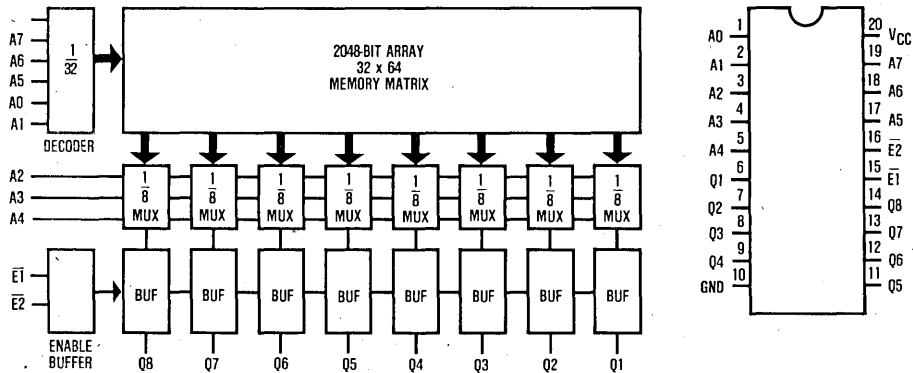 A7
A6
A5
A0
A1
1
32
DECODER
2048-BIT ARRAY
32 x 64
MEMORY MATRIX
A2
A3
A4
1
8
MUX
1
8
MUX
1
8
MUX
1
8
MUX
1
8
MUX
1
8
MUX
1
8
MUX
1
8
MUX
E1
E2
ENABLE
BUFFER
BUF BUF BUF BUF BUF BUF BUF BUF
Q8 Q7 Q6 Q5 Q4 Q3 Q2 Q1
A0 1
A1 2
A2 3
A3 4
A4 5
Q1 6
Q2 7
Q3 8
Q4 9
GND 10
20 VCC
19 A7
18 A6
17 A5
16 E2
15 E1
14 Q8
13 Q7
12 Q6
11 Q5